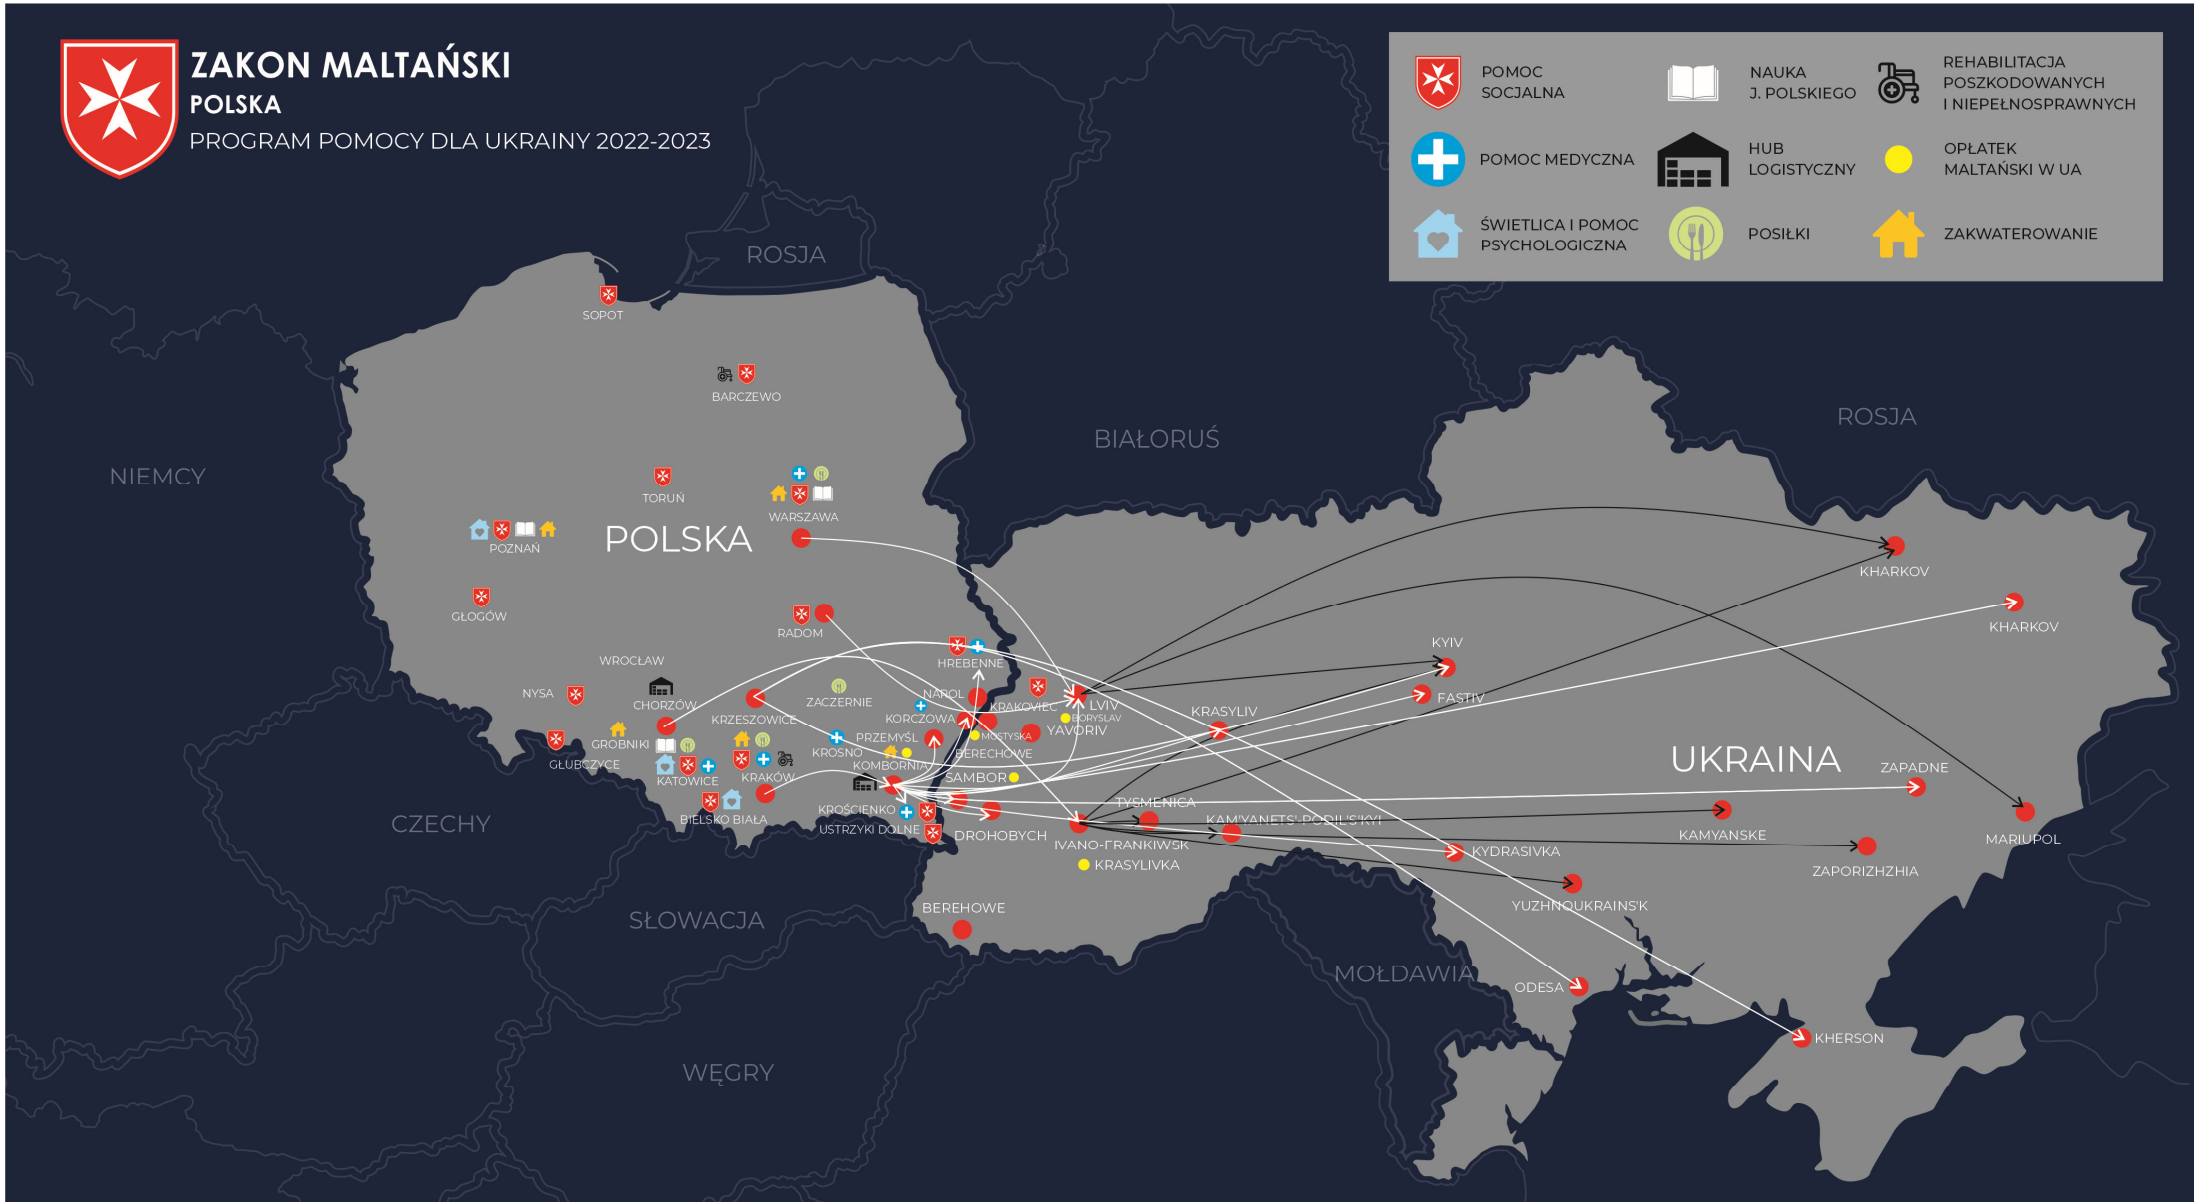 ZAKON MALTAŃSKI
POLSKA
PROGRAM POMOCY DLA UKRAINY 2022-2023
POMOC
SOCJALNA
NAUKA
J. POLSKIEGO
REHABILITACJA
POSZKODOWANYCH
I NIEPEŁNOSPRAWNYCH
POMOC MEDYCZNA
HUB
LOGISTYCZNY
OPŁATEK
MALTAŃSKI W UA
ŚWIETLICA I POMOC
PSYCHOLOGICZNA
POSIŁKI
ZAKWATEROWANIE
ROSJA
SOPOT
BARCZEWO
ROSJA
BIAŁORUŚ
NIEMCY
TORUŃ
WARSZAWA
POZNAŃ
POLSKA
KHARKOV
GŁOGÓW
RADOM
KHARKOV
KYIV
WROCŁAW
HREBENNE
NYSA
CHORZÓW
ZACZERNIE
NAROL
KRAKOVIEC
LVIV
FASTIV
KRZESZOWICE
KORCZOWA
BORYSLAV
KRASYLIV
YAVORIV
GROBNIKI
PRZEMYŚL
MOSTYSKA
KROSNO
BERECHOWE
UKRAINA
GŁUBCZYCE
KOMBORNIA
ZAPADNE
KATOWICE
KRAKÓW
SAMBOR
TYSMENICA
KROŚCIENKO
BIELSKO BIAŁA
KAM'YANETS'-PODIL'S'KYI
CZECHY
USTRZYKI DOLNE
DROHOBYCH
KAMYANSKE
MARIUPOL
IVANO-FRANKIWSK
KYDRASIVKA
KRASYLIVKA
ZAPORIZHZHIA
BEREHOWE
YUZHNOUKRAINS'K
SŁOWACJA
MOŁDAWIA
ODESA
KHERSON
WĘGRY